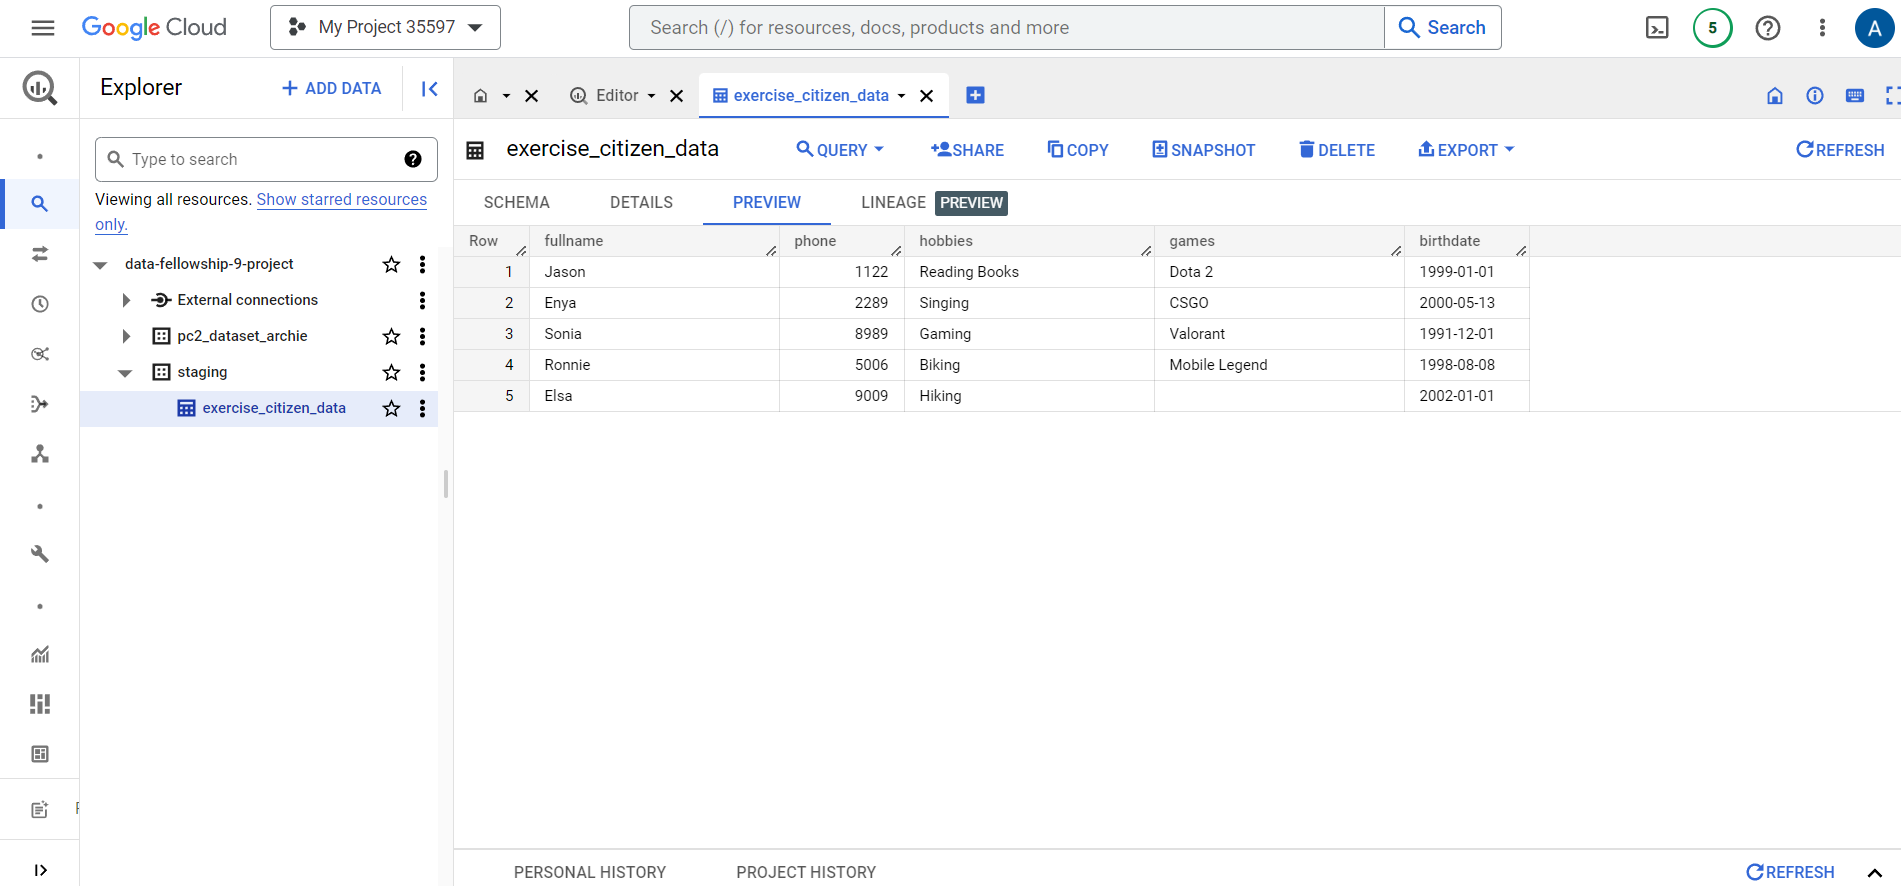 Google Cloud
My Project 35597
Search (/) for resources, docs, products and more
Search
5
A
Explorer
ADD DATA
Editor
exercise_citizen_data
Type to search
Viewing all resources. Show starred resources
only.
data-fellowship-9-project
External connections
pc2_dataset_archie
staging
exercise_citizen_data
exercise_citizen_data
QUERY
SHARE
COPY
SNAPSHOT
DELETE
EXPORT
REFRESH
SCHEMA DETAILS PREVIEW LINEAGE PREVIEW
Row fullname phone hobbies games birthdate
1 Jason 1122 Reading Books Dota 2 1999-01-01
2 Enya 2289 Singing CSGO 2000-05-13
3 Sonia 8989 Gaming Valorant 1991-12-01
4 Ronnie 5006 Biking Mobile Legend 1998-08-08
5 Elsa 9009 Hiking 2002-01-01
PERSONAL HISTORY PROJECT HISTORY REFRESH